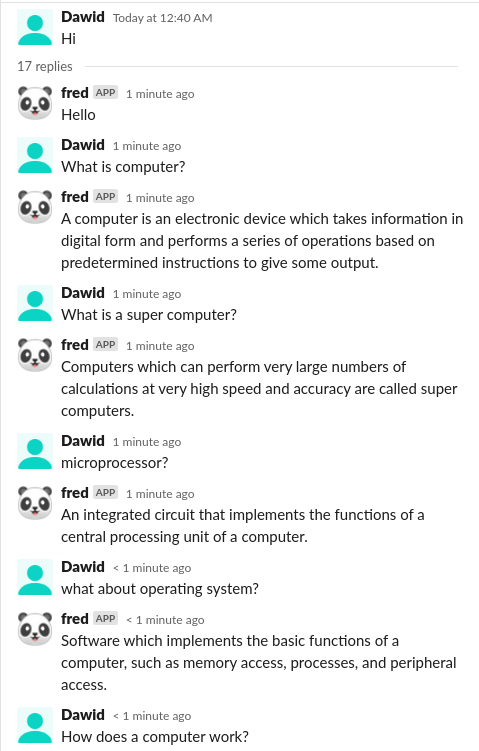 Dawid Today at 12:40 AM
Hi
17 replies
fred APP 1 minute ago
Hello
Dawid 1 minute ago
What is computer?
fred APP 1 minute ago
A computer is an electronic device which takes information in
digital form and performs a series of operations based on
predetermined instructions to give some output.
Dawid 1 minute ago
What is a super computer?
fred APP 1 minute ago
Computers which can perform very large numbers of
calculations at very high speed and accuracy are called super
computers.
Dawid 1 minute ago
microprocessor?
fred APP 1 minute ago
An integrated circuit that implements the functions of a
central processing unit of a computer.
Dawid < 1 minute ago
what about operating system?
fred APP < 1 minute ago
Software which implements the basic functions of a
computer, such as memory access, processes, and peripheral
access.
Dawid < 1 minute ago
How does a computer work?